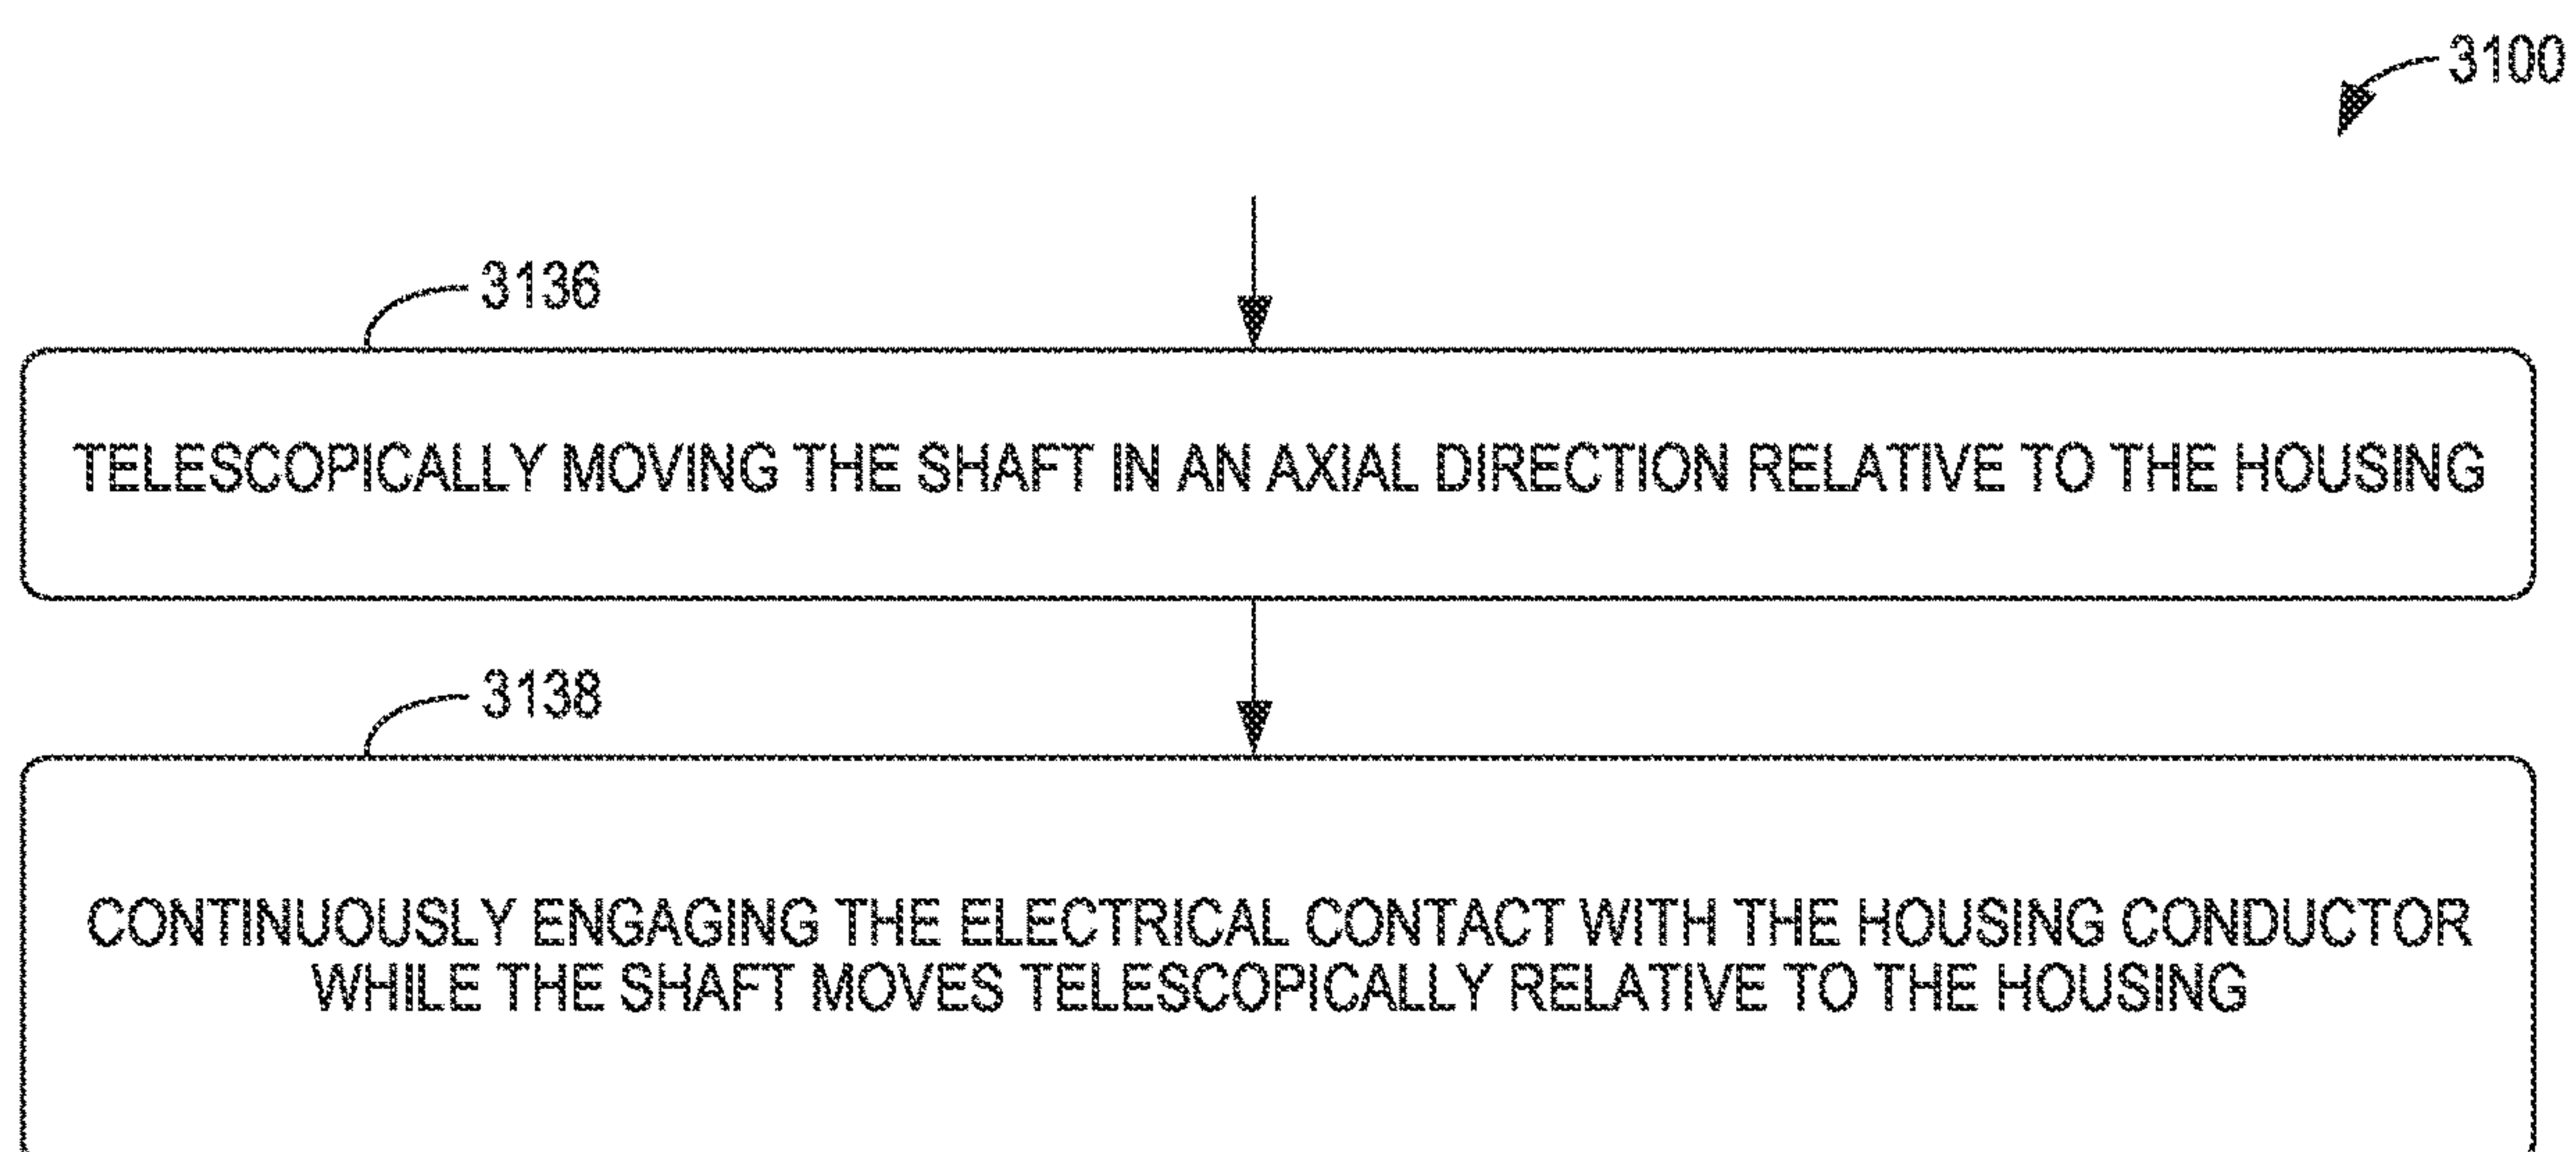 3100
3136
TELESCOPICALLY MOVING THE SHAFT IN AN AXIAL DIRECTION RELATIVE TO THE HOUSING
3138
CONTINUOUSLY ENGAGING THE ELECTRICAL CONTACT WITH THE HOUSING CONDUCTOR
WHILE THE SHAFT MOVES TELESCOPICALLY RELATIVE TO THE HOUSING